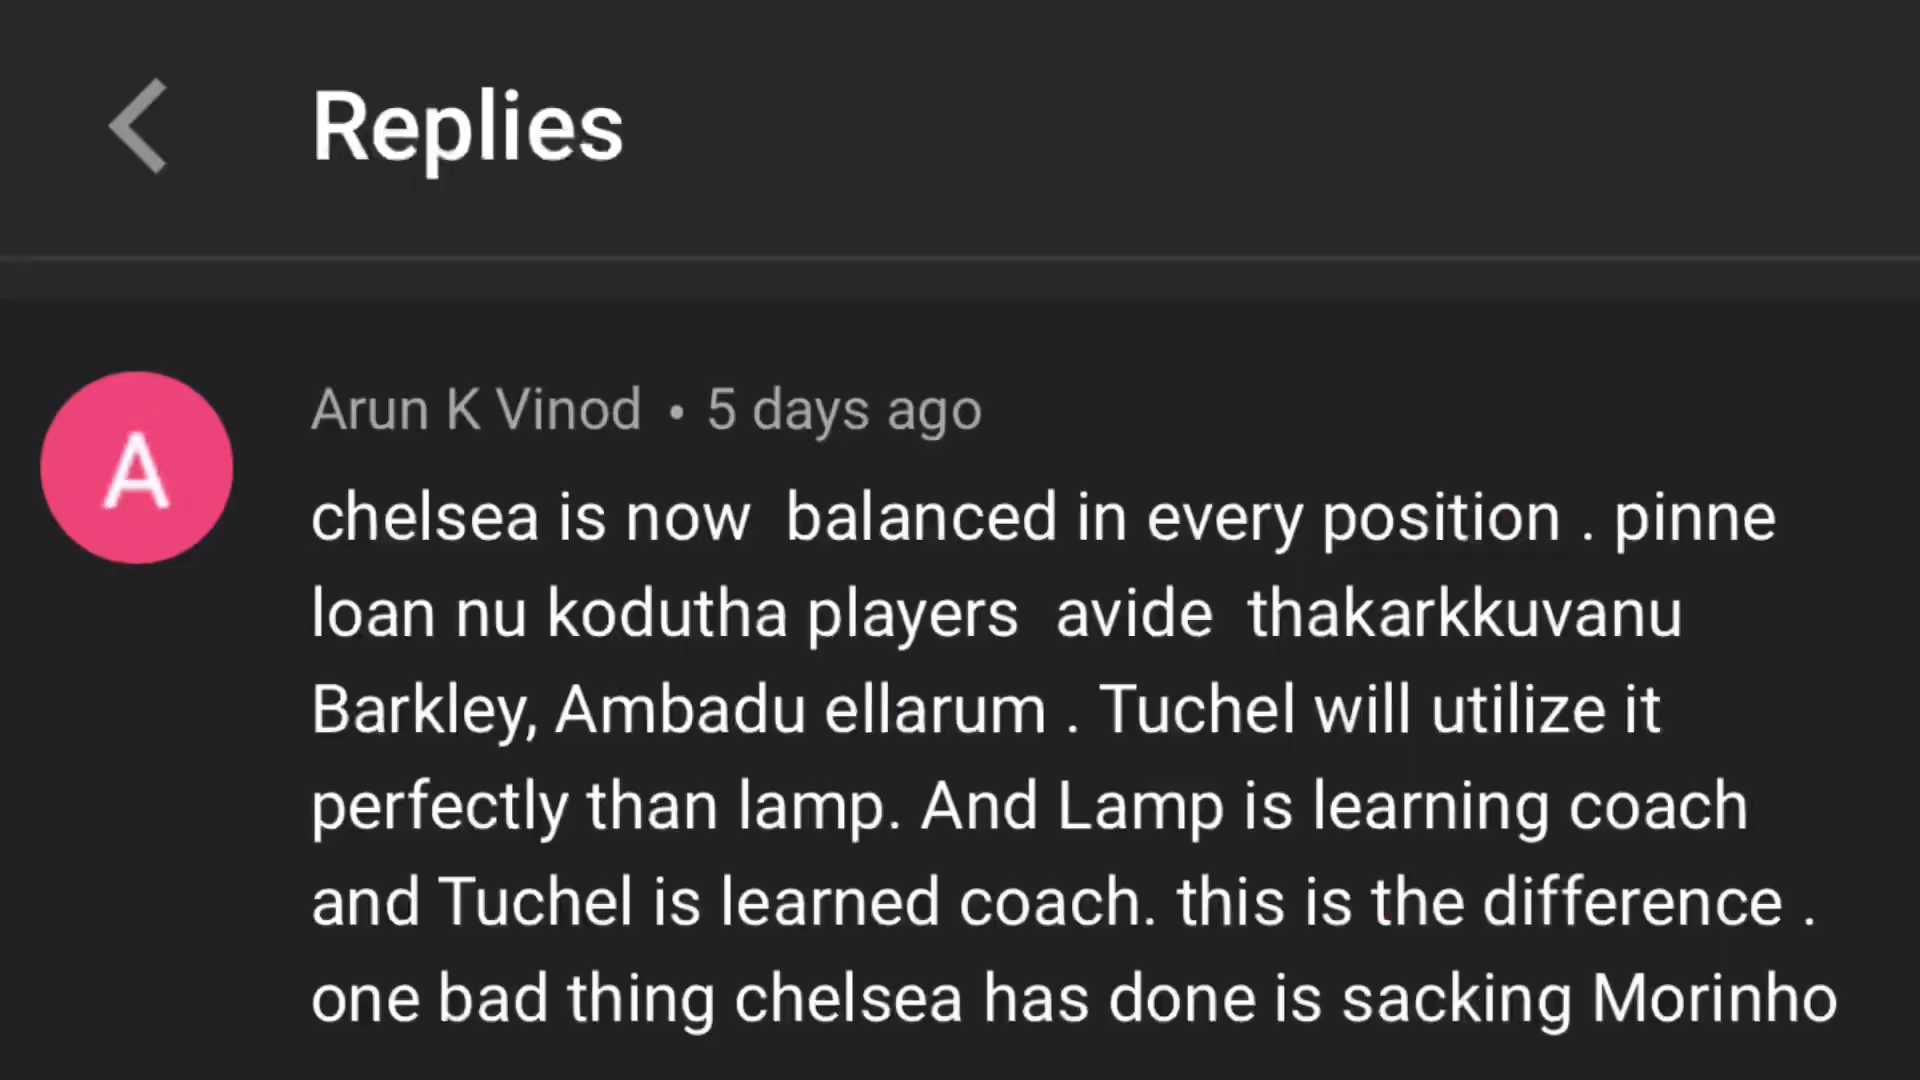 Replies
Arun K Vinod • 5 days ago
A
chelsea is now  balanced in every position . pinne
loan nu kodutha players  avide  thakarkkuvanu
Barkley, Ambadu ellarum . Tuchel will utilize it
perfectly than lamp. And Lamp is learning coach
and Tuchel is learned coach. this is the difference .
one bad thing chelsea has done is sacking Morinho